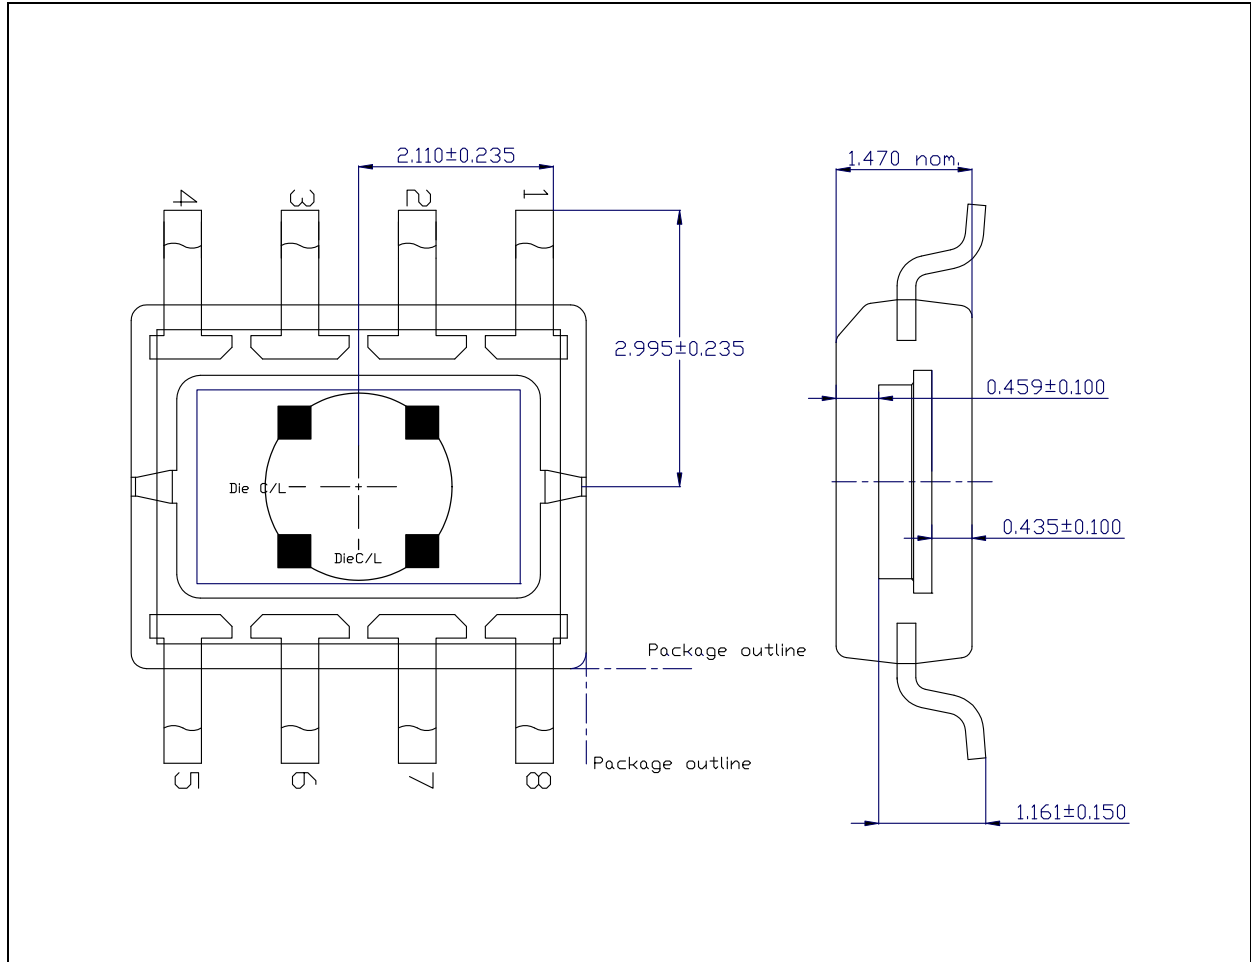 2.110±0.235
1.470 nom.
4 3 2 1
2.995±0.235
0.459±0.100
Die C/L
0.435±0.100
DieC/L
Package outline
Package outline
5 6 7 8
1.161±0.150